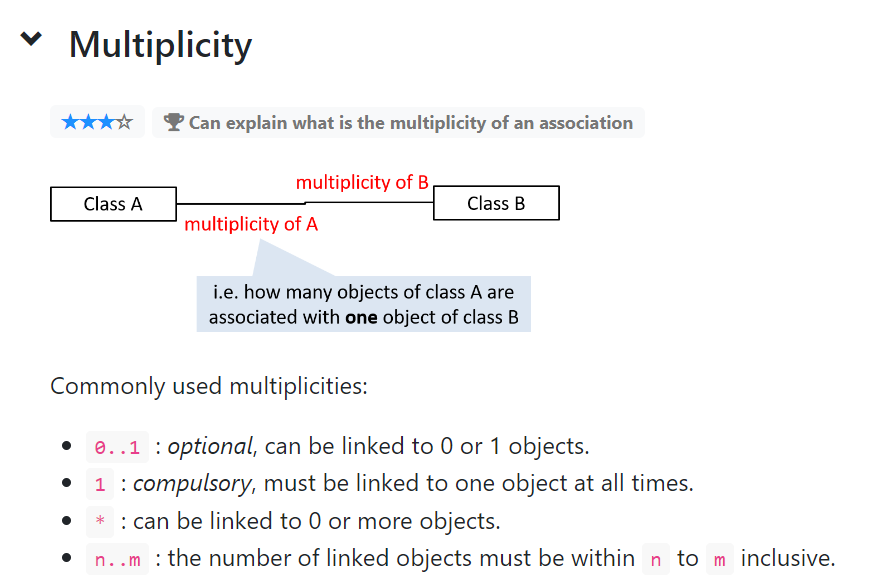 Multiplicity
★★★☆ Can explain what is the multiplicity of an association
multiplicity of B
Class A
Class B
multiplicity of A
i.e. how many objects of class A are
associated with one object of class B
Commonly used multiplicities:
• 0..1 : optional, can be linked to 0 or 1 objects.
• 1 : compulsory, must be linked to one object at all times.
• * : can be linked to 0 or more objects.
• n..m : the number of linked objects must be within n to m inclusive.